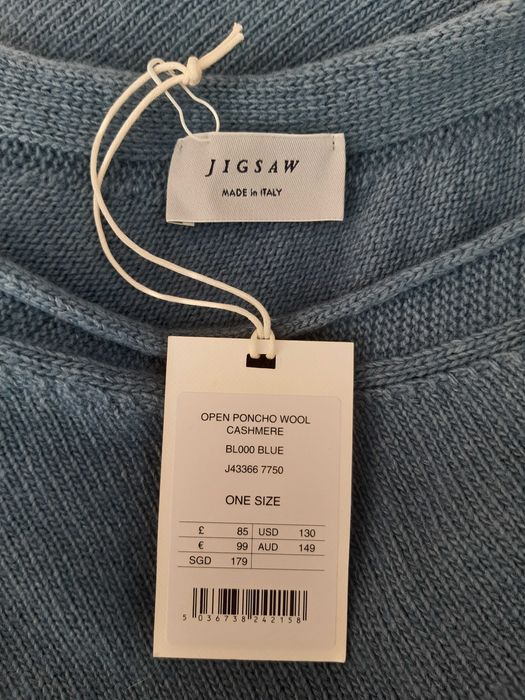 JIGSAW
MADE in ITALY
OPEN PONCHO WOOL
CASHMERE
BL000 BLUE
J43366 7750
ONE SIZE
£ 85 USD 130
€ 99 AUD 149
SGD 179
5 036738 242158